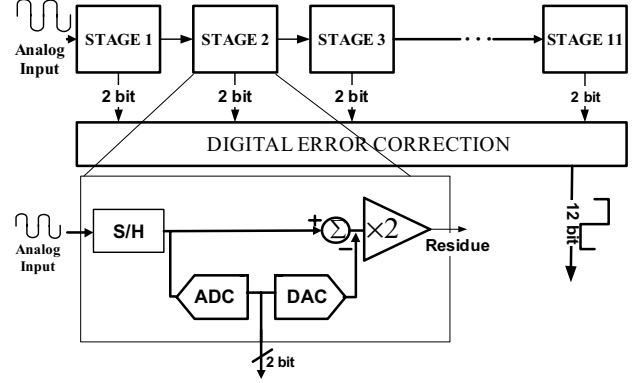 STAGE 1
STAGE 2
STAGE 3
· · ·
STAGE 11
Analog
Input
2 bit
2 bit
2 bit
2 bit
DIGITAL ERROR CORRECTION
12 bit
Analog
Input
S/H
+
Σ
−
×2
Residue
ADC
DAC
2 bit